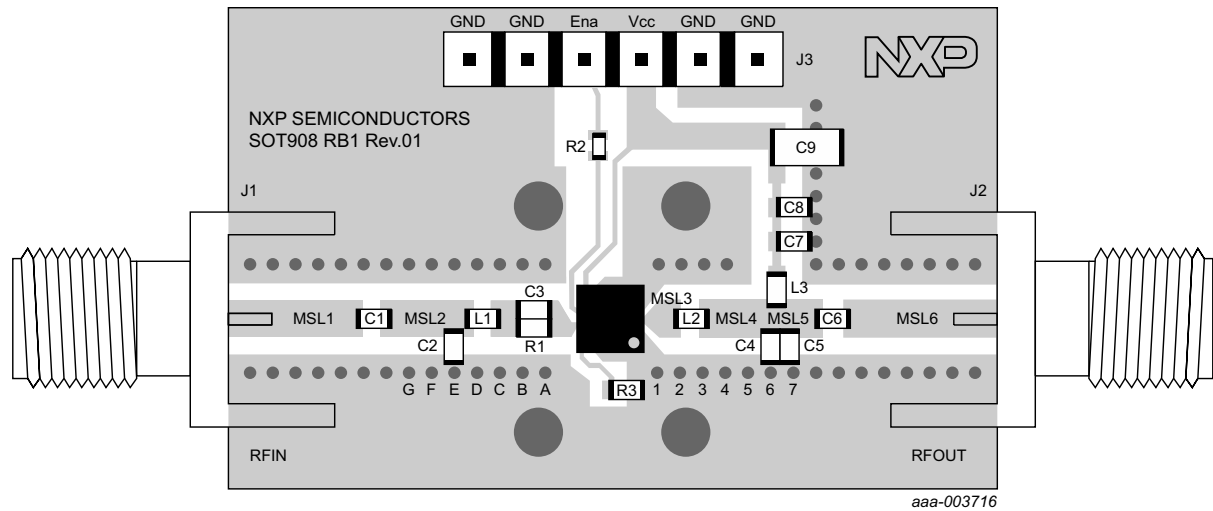 GND GND Ena Vcc GND GND
J3
NXP
NXP SEMICONDUCTORS
SOT908 RB1 Rev.01
R2
C9
J1
J2
C8
C7
L3
C3
MSL3
MSL1 C1 MSL2 L1 L2 MSL4 MSL5 C6 MSL6
C2 R1 C4 C5
G F E D C B A R3 1 2 3 4 5 6 7
RFIN RFOUT
aaa-003716